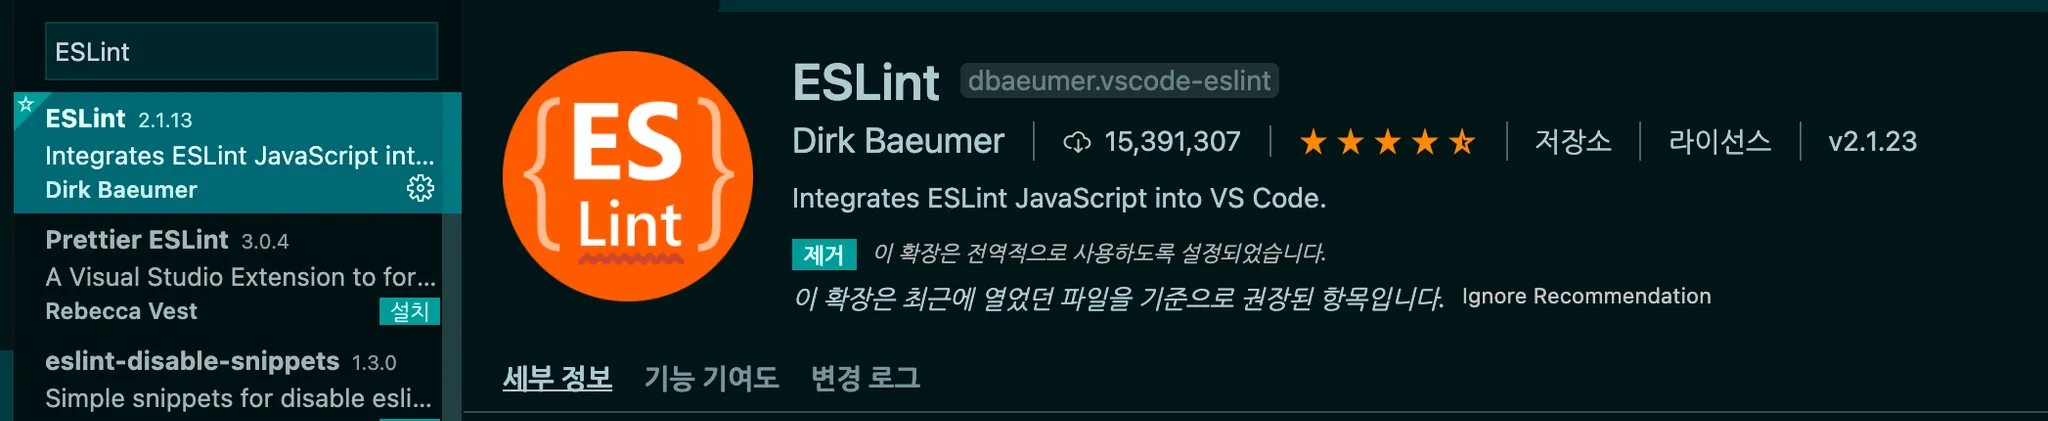 ESLint
ESLint 2.1.13
Integrates ESLint JavaScript int...
Dirk Baeumer
Prettier ESLint 3.0.4
A Visual Studio Extension to for...
Rebecca Vest 설치
eslint-disable-snippets 1.3.0
Simple snippets for disable esli...
{ES}
Lint
ESLint dbaeumer.vscode-eslint
Dirk Baeumer 15,391,307 저장소 라이선스 v2.1.23
Integrates ESLint JavaScript into VS Code.
제거 이 확장은 전역적으로 사용하도록 설정되었습니다.
이 확장은 최근에 열었던 파일을 기준으로 권장된 항목입니다. Ignore Recommendation
세부 정보 기능 기여도 변경 로그